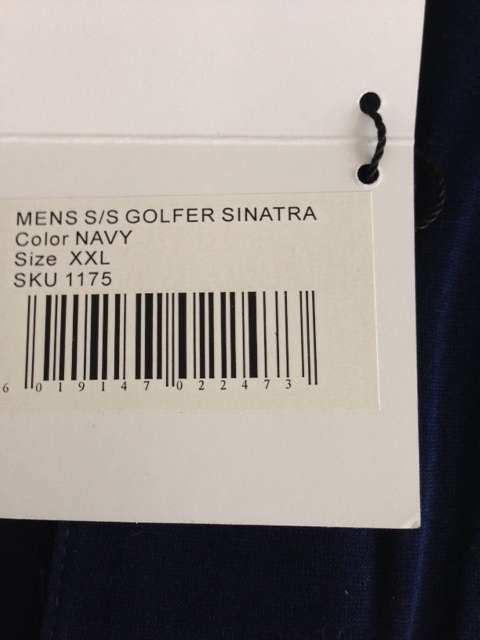 MENS S/S GOLFER SINATRA
Color NAVY
Size XXL
SKU 1175
6 019147 022473